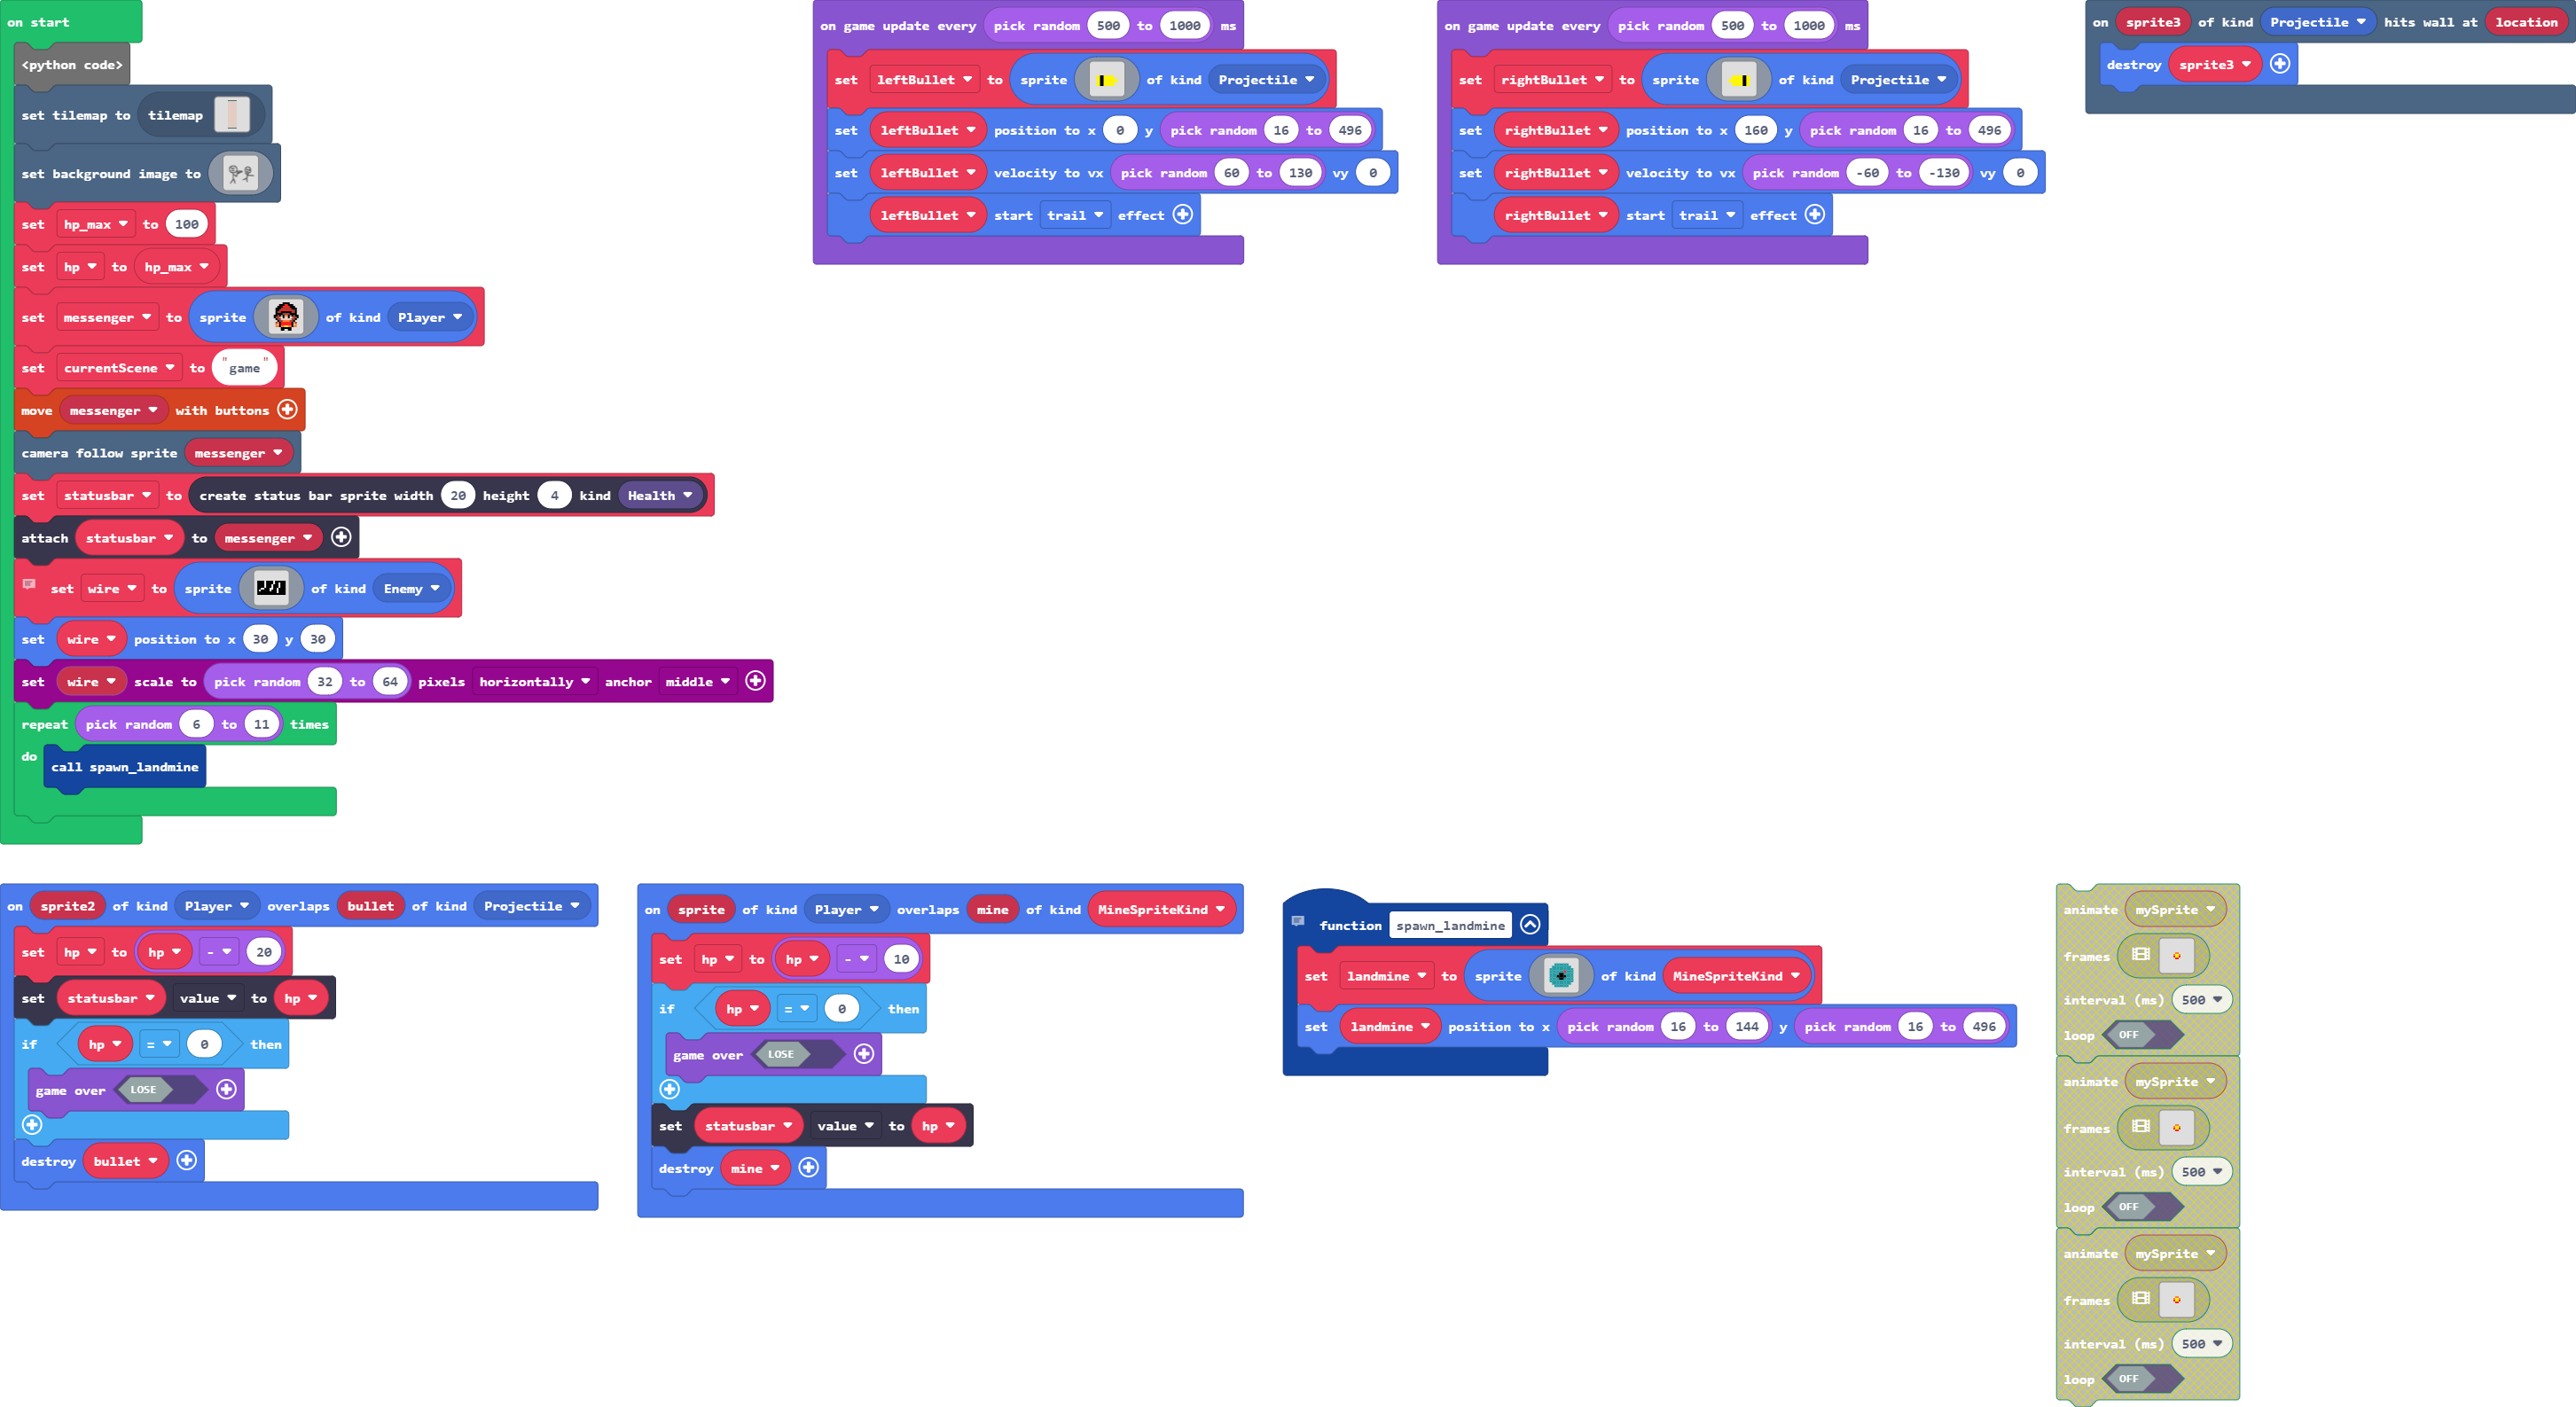 on start
<python code>
set tilemap to tilemap
set background image to
set hp_max to 100
set hp to hp_max
set messenger to sprite of kind Player
set currentScene to "game"
move messenger with buttons
camera follow sprite messenger
set statusbar to create status bar sprite width 20 height 4 kind Health
attach statusbar to messenger
set wire to sprite of kind Enemy
set wire position to x 30 y 30
set wire scale to pick random 32 to 64 pixels horizontally anchor middle
repeat pick random 6 to 11 times
do
call spawn_landmine
on game update every pick random 500 to 1000 ms
set leftBullet to sprite of kind Projectile
set leftBullet position to x 0 y pick random 16 to 496
set leftBullet velocity to vx pick random 60 to 130 vy 0
leftBullet start trail effect
on game update every pick random 500 to 1000 ms
set rightBullet to sprite of kind Projectile
set rightBullet position to x 160 y pick random 16 to 496
set rightBullet velocity to vx pick random -60 to -130 vy 0
rightBullet start trail effect
on sprite3 of kind Projectile hits wall at location
destroy sprite3
on sprite2 of kind Player overlaps bullet of kind Projectile
set hp to hp - 20
set statusbar value to hp
if hp = 0 then
game over LOSE
destroy bullet
on sprite of kind Player overlaps mine of kind MineSpriteKind
set hp to hp - 10
if hp = 0 then
game over LOSE
set statusbar value to hp
destroy mine
function spawn_landmine
set landmine to sprite of kind MineSpriteKind
set landmine position to x pick random 16 to 144 y pick random 16 to 496
animate mySprite
frames
interval (ms) 500
loop OFF
animate mySprite
frames
interval (ms) 500
loop OFF
animate mySprite
frames
interval (ms) 500
loop OFF